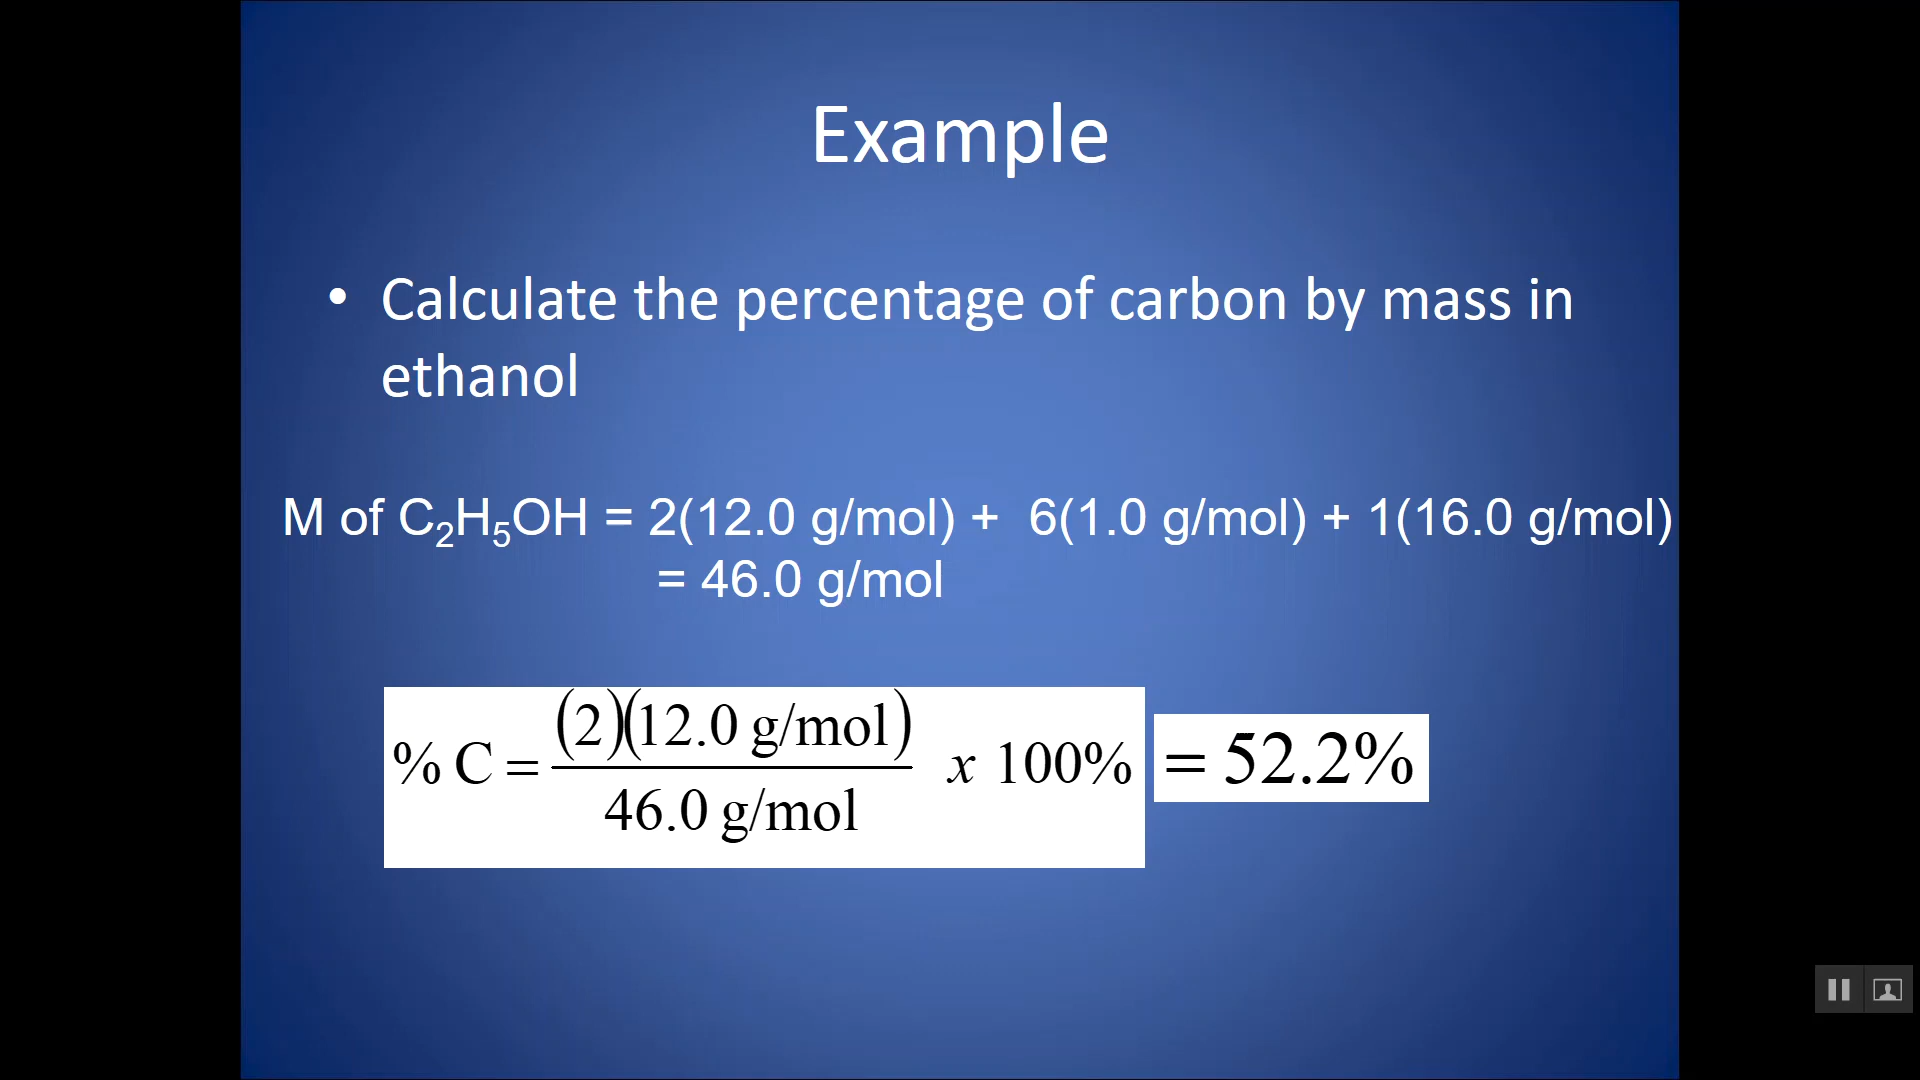 Example
• Calculate the percentage of carbon by mass in
ethanol
M of C₂H₅OH = 2(12.0 g/mol) + 6(1.0 g/mol) + 1(16.0 g/mol)
= 46.0 g/mol
% C = (2)(12.0 g/mol) / 46.0 g/mol x 100% = 52.2%